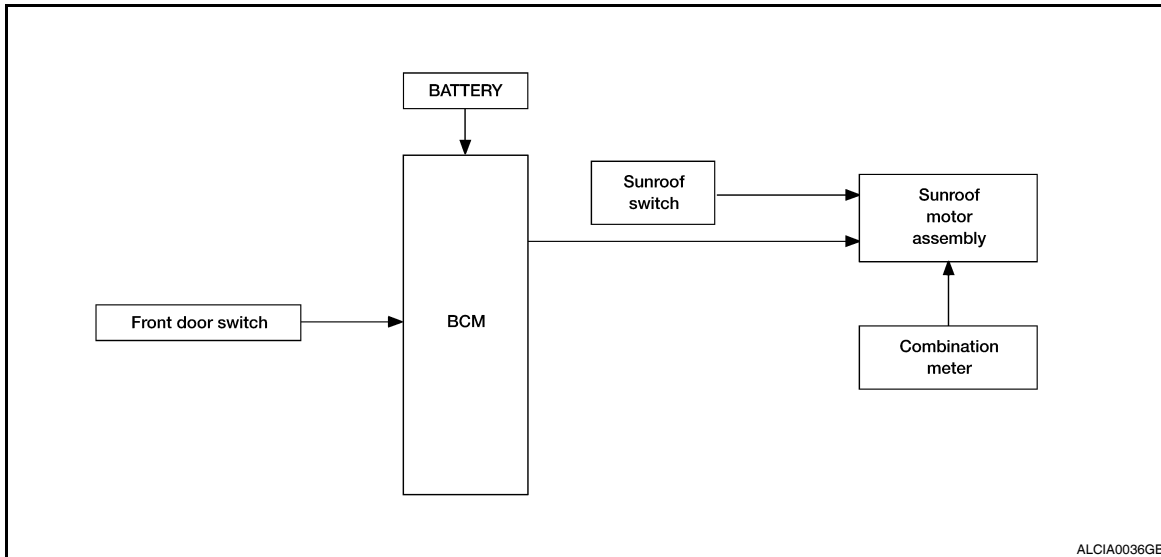 BATTERY
Sunroof
switch
Sunroof
motor
assembly
Front door switch
BCM
Combination
meter
ALCIA0036GB